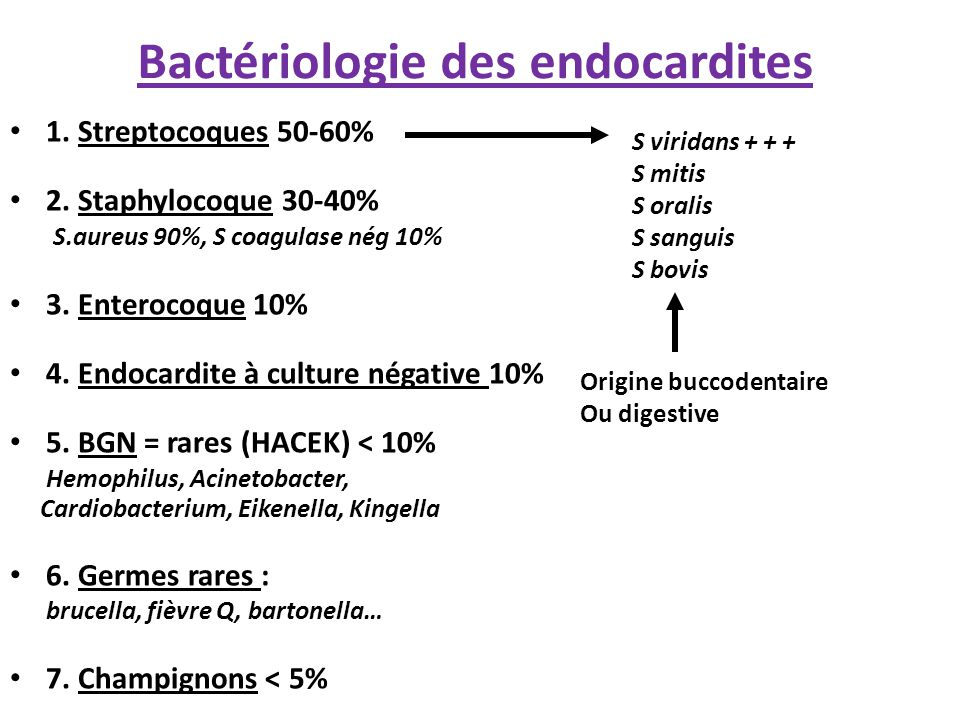 Bactériologie des endocardites
• 1. Streptocoques 50-60%
• 2. Staphylocoque 30-40%
S.aureus 90%, S coagulase nég 10%
• 3. Enterocoque 10%
• 4. Endocardite à culture négative 10%
• 5. BGN = rares (HACEK) < 10%
Hemophilus, Acinetobacter,
Cardiobacterium, Eikenella, Kingella
• 6. Germes rares :
brucella, fièvre Q, bartonella…
• 7. Champignons < 5%
S viridans + + +
S mitis
S oralis
S sanguis
S bovis
Origine buccodentaire
Ou digestive